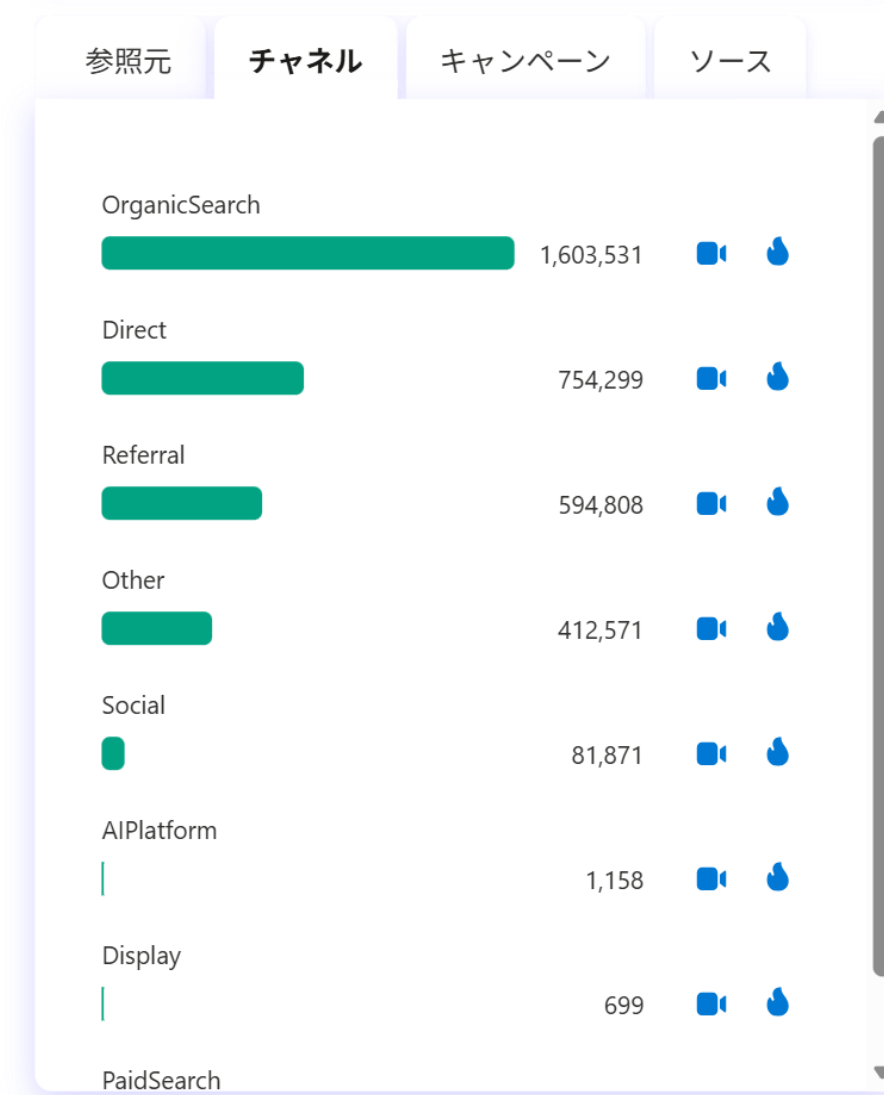 参照元 チャネル キャンペーン ソース
OrganicSearch
1,603,531
Direct
754,299
Referral
594,808
Other
412,571
Social
81,871
AIPlatform
1,158
Display
699
PaidSearch